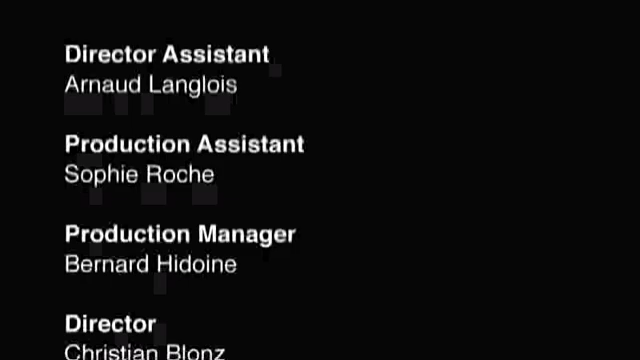 Director Assistant
Arnaud Langlois
Production Assistant
Sophie Roche
Production Manager
Bernard Hidoine
Director
Christian Blonz